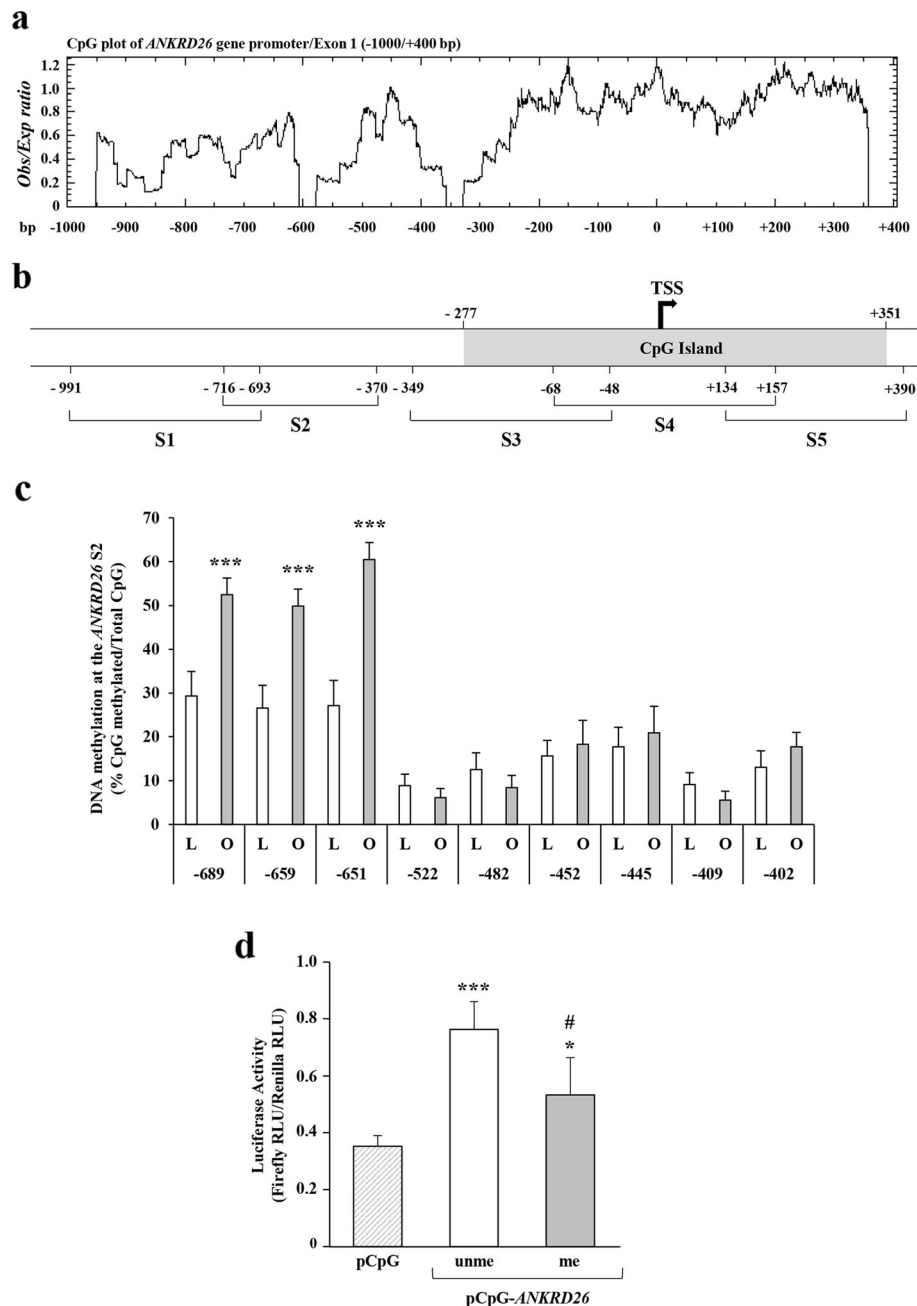 a
CpG plot of ANKRD26 gene promoter/Exon 1 (-1000/+400 bp)
Obs/Exp ratio
1.2
1.0
0.8
0.6
0.4
0.2
0
bp -1000 -900 -800 -700 -600 -500 -400 -300 -200 -100 0 +100 +200 +300 +400
b
TSS
- 277 +351
CpG Island
- 991 - 716 - 693 - 370 - 349 -68 -48 +134 +157 +390
S1 S2 S3 S4 S5
c
DNA methylation at the ANKRD26 S2
(% CpG methylated/Total CpG)
70
60
50
40
30
20
10
0
*** *** ***
L O L O L O L O L O L O L O L O L O
-689 -659 -651 -522 -482 -452 -445 -409 -402
d
Luciferase Activity
(Firefly RLU/Renilla RLU)
1.0
0.8
0.6
0.4
0.2
0
***
#
*
pCpG unme me
pCpG-ANKRD26